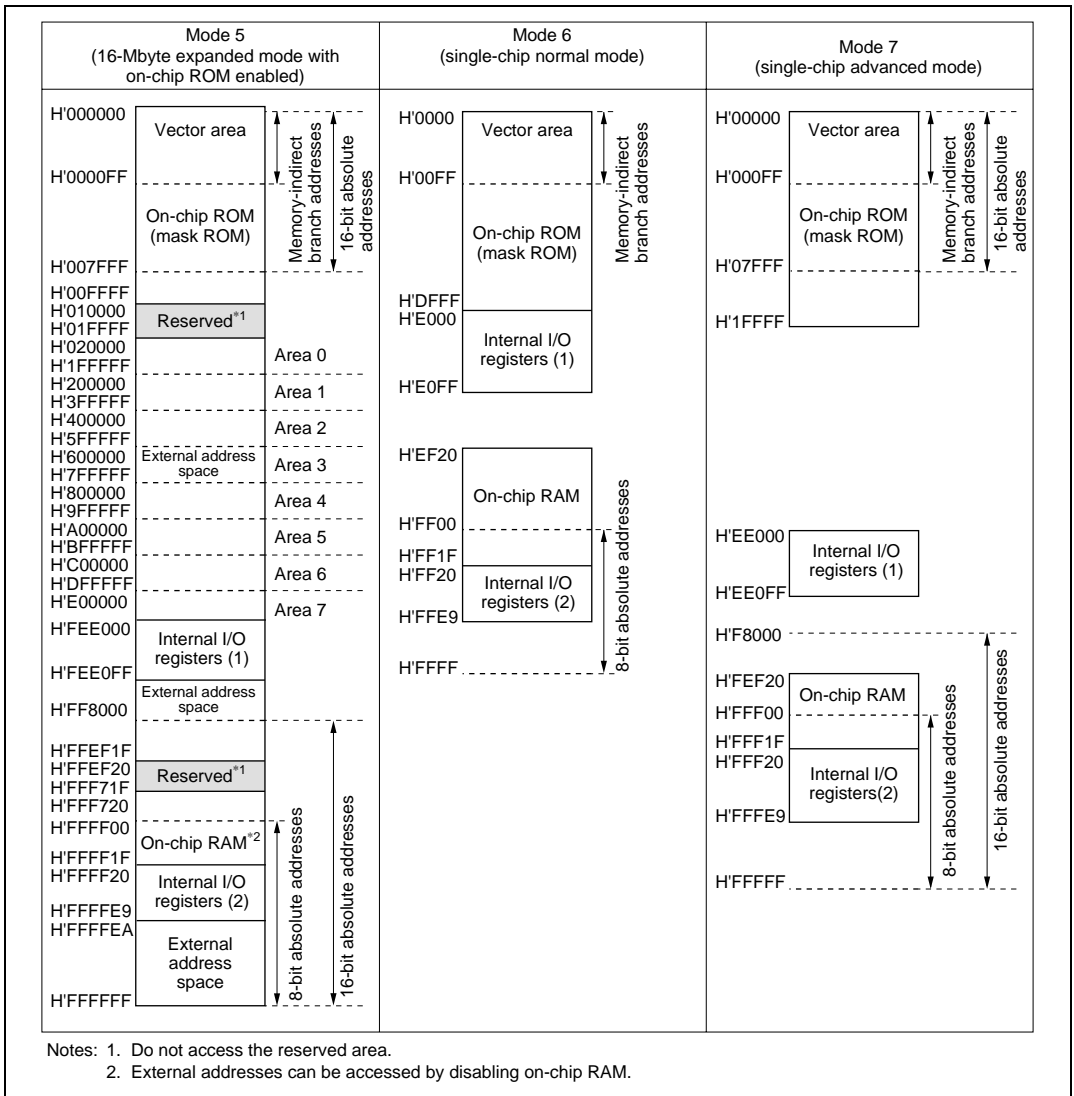 Mode 5
(16-Mbyte expanded mode with
on-chip ROM enabled)
Mode 6
(single-chip normal mode)
Mode 7
(single-chip advanced mode)
H'000000
Vector area
H'0000FF
On-chip ROM
(mask ROM)
H'007FFF
H'00FFFF
H'010000
Reserved*1
H'01FFFF
H'020000
Area 0
H'1FFFFF
H'200000
Area 1
H'3FFFFF
H'400000
Area 2
H'5FFFFF
H'600000
External address
space
Area 3
H'7FFFFF
H'800000
Area 4
H'9FFFFF
H'A00000
Area 5
H'BFFFFF
H'C00000
Area 6
H'DFFFFF
H'E00000
Area 7
H'FEE000
Internal I/O
registers (1)
H'FEE0FF
External address
space
H'FF8000
H'FFEF1F
H'FFEF20
Reserved*1
H'FFF71F
H'FFF720
H'FFFF00
On-chip RAM*2
H'FFFF1F
H'FFFF20
Internal I/O
registers (2)
H'FFFFE9
H'FFFFEA
External
address
space
H'FFFFFF
Memory-indirect
branch addresses
16-bit absolute
addresses
8-bit absolute addresses
16-bit absolute addresses
H'0000
Vector area
H'00FF
On-chip ROM
(mask ROM)
H'DFFF
H'E000
Internal I/O
registers (1)
H'E0FF
Memory-indirect
branch addresses
H'EF20
On-chip RAM
H'FF00
H'FF1F
H'FF20
Internal I/O
registers (2)
H'FFE9
H'FFFF
8-bit absolute addresses
H'00000
Vector area
H'000FF
On-chip ROM
(mask ROM)
H'07FFF
H'1FFFF
Memory-indirect
branch addresses
16-bit absolute
addresses
H'EE000
Internal I/O
registers (1)
H'EE0FF
H'F8000
H'FEF20
On-chip RAM
H'FFF00
H'FFF1F
H'FFF20
Internal I/O
registers(2)
H'FFFE9
H'FFFFF
8-bit absolute addresses
16-bit absolute addresses
Notes: 1. Do not access the reserved area.
2. External addresses can be accessed by disabling on-chip RAM.